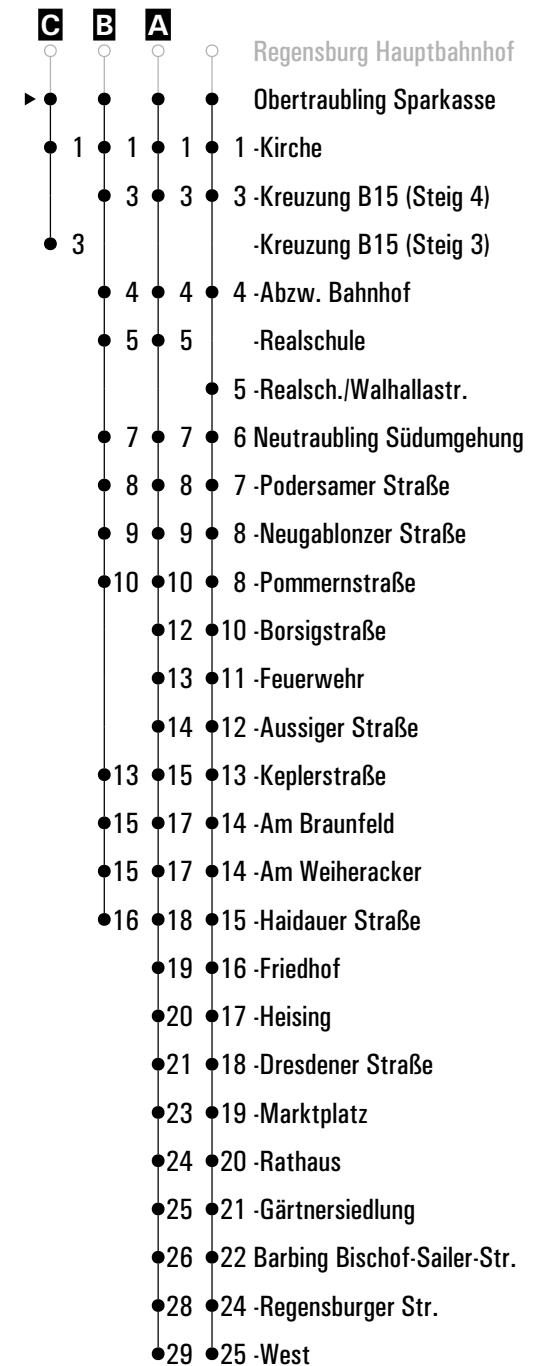 C B A
Regensburg Hauptbahnhof
Obertraubling Sparkasse
1 1 1 1 -Kirche
3 3 3 -Kreuzung B15 (Steig 4)
3 -Kreuzung B15 (Steig 3)
4 4 4 -Abzw. Bahnhof
5 5 -Realschule
5 -Realsch./Walhallastr.
7 7 6 Neutraubling Südumgehung
8 8 7 -Podersamer Straße
9 9 8 -Neugablonzer Straße
10 10 8 -Pommernstraße
12 10 -Borsigstraße
13 11 -Feuerwehr
14 12 -Aussiger Straße
13 15 13 -Keplerstraße
15 17 14 -Am Braunfeld
15 17 14 -Am Weiheracker
16 18 15 -Haidauer Straße
19 16 -Friedhof
20 17 -Heising
21 18 -Dresdener Straße
23 19 -Marktplatz
24 20 -Rathaus
25 21 -Gärtnersiedlung
26 22 Barbing Bischof-Sailer-Str.
28 24 -Regensburger Str.
29 25 -West